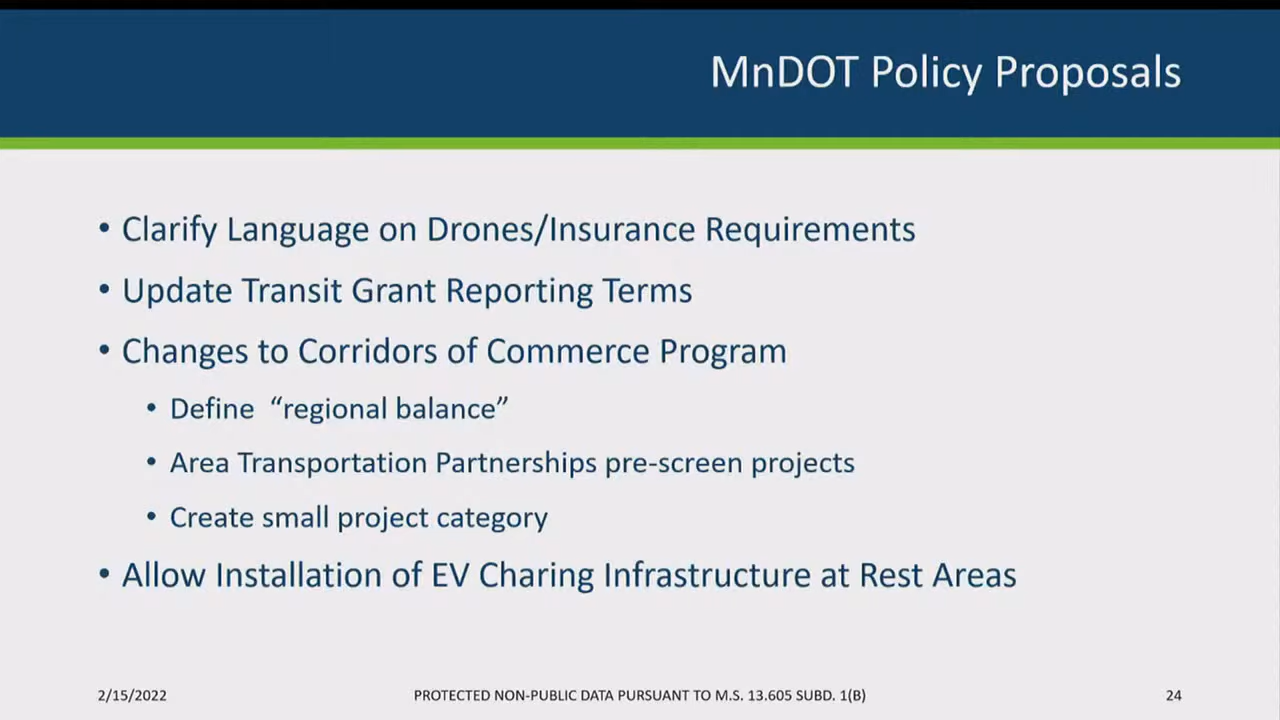 MnDOT Policy Proposals
• Clarify Language on Drones/Insurance Requirements
• Update Transit Grant Reporting Terms
• Changes to Corridors of Commerce Program
• Define “regional balance”
• Area Transportation Partnerships pre-screen projects
• Create small project category
• Allow Installation of EV Charing Infrastructure at Rest Areas
2/15/2022
PROTECTED NON-PUBLIC DATA PURSUANT TO M.S. 13.605 SUBD. 1(B)
24